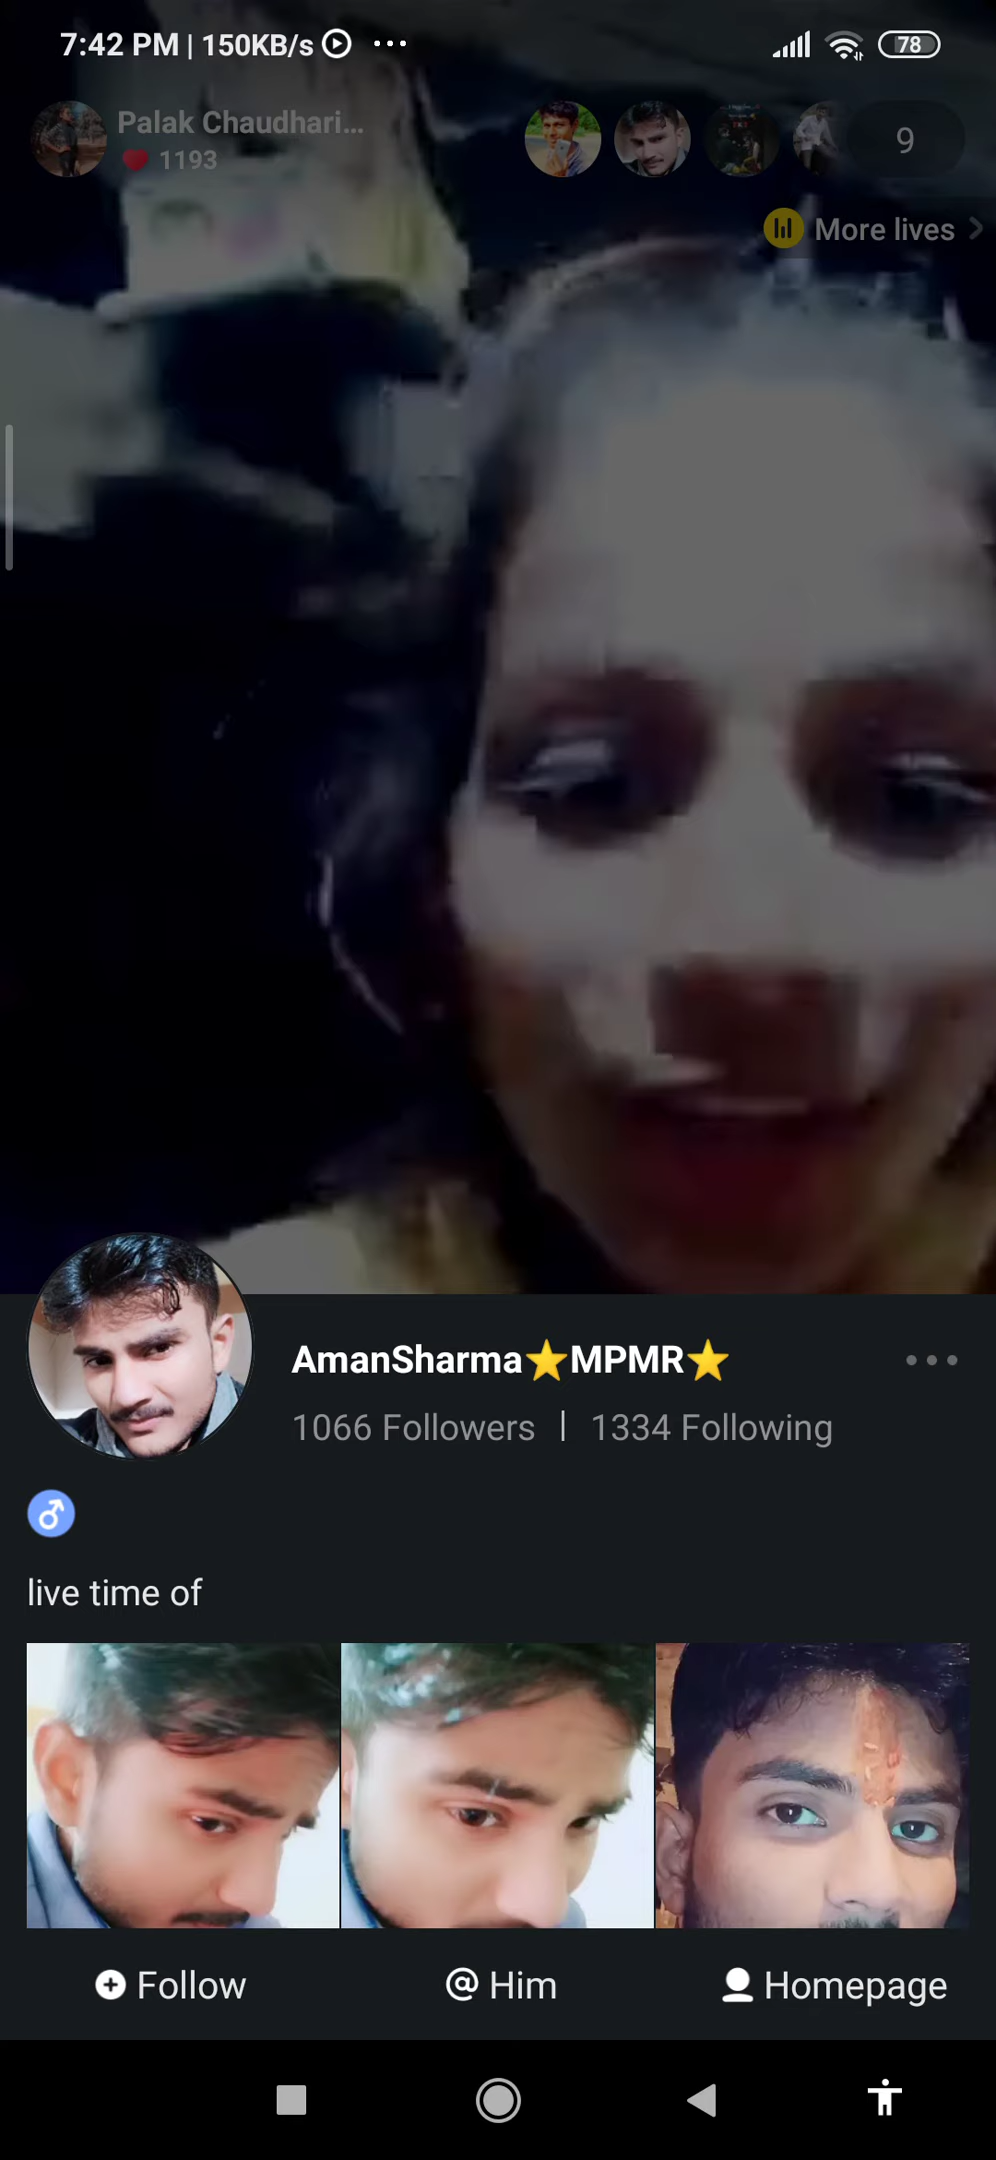 7:42 PM | 150KB/s
78
Palak Chaudhari...
1193
9
More lives
AmanSharma⭐MPMR⭐
1066 Followers | 1334 Following
live time of
Follow
@ Him
Homepage